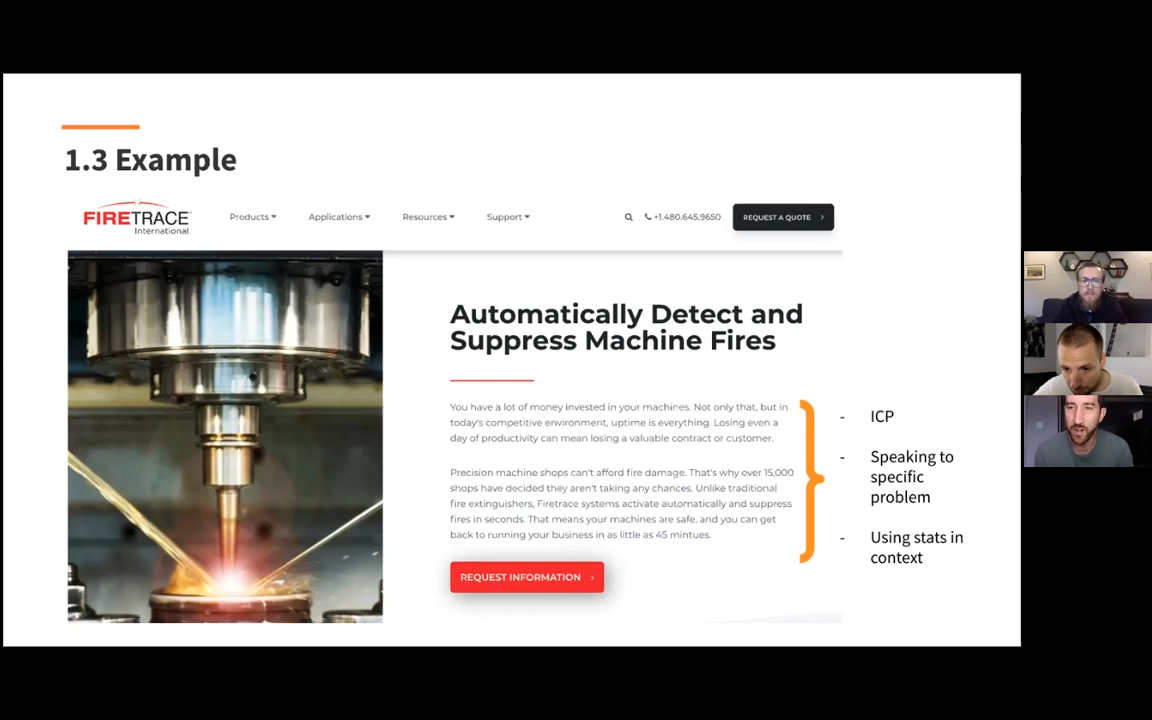 1.3 Example
FIRETRACE
International
Products
Applications
Resources
Support
+1.480.645.9650
REQUEST A QUOTE
Automatically Detect and
Suppress Machine Fires
You have a lot of money invested in your machines. Not only that, but in
today's competitive environment, uptime is everything. Losing even a
day of productivity can mean losing a valuable contract or customer.
Precision machine shops can't afford fire damage. That's why over 15,000
shops have decided they aren't taking any chances. Unlike traditional
fire extinguishers, Firetrace systems activate automatically and suppress
fires in seconds. That means your machines are safe, and you can get
back to running your business in as little as 45 mintues.
REQUEST INFORMATION
- ICP
- Speaking to
specific
problem
- Using stats in
context